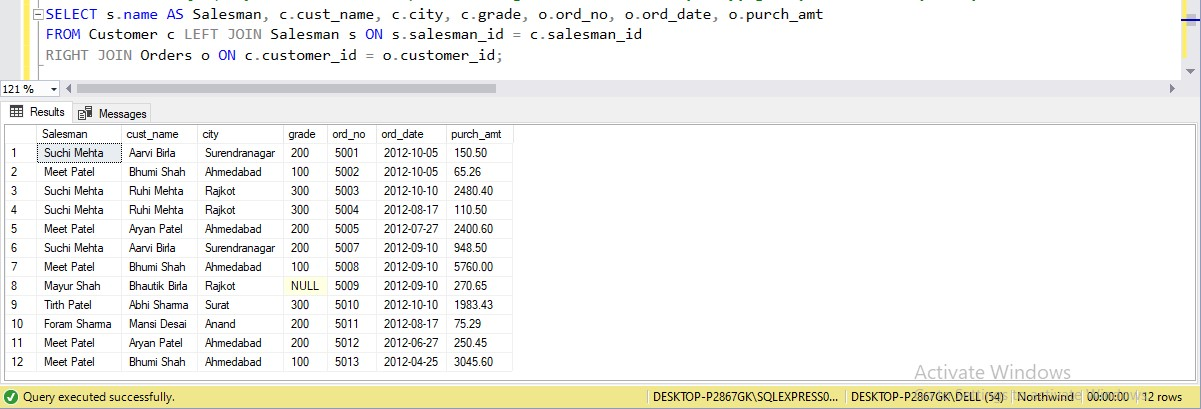 SELECT s.name AS Salesman, c.cust_name, c.city, c.grade, o.ord_no, o.ord_date, o.purch_amt
FROM Customer c LEFT JOIN Salesman s ON s.salesman_id = c.salesman_id
RIGHT JOIN Orders o ON c.customer_id = o.customer_id;
121 %
Results Messages
Salesman cust_name city grade ord_no ord_date purch_amt
1 Suchi Mehta Aarvi Birla Surendranagar 200 5001 2012-10-05 150.50
2 Meet Patel Bhumi Shah Ahmedabad 100 5002 2012-10-05 65.26
3 Suchi Mehta Ruhi Mehta Rajkot 300 5003 2012-10-10 2480.40
4 Suchi Mehta Ruhi Mehta Rajkot 300 5004 2012-08-17 110.50
5 Meet Patel Aryan Patel Ahmedabad 200 5005 2012-07-27 2400.60
6 Suchi Mehta Aarvi Birla Surendranagar 200 5007 2012-09-10 948.50
7 Meet Patel Bhumi Shah Ahmedabad 100 5008 2012-09-10 5760.00
8 Mayur Shah Bhautik Birla Rajkot NULL 5009 2012-09-10 270.65
9 Tirth Patel Abhi Sharma Surat 300 5010 2012-10-10 1983.43
10 Foram Sharma Mansi Desai Anand 200 5011 2012-08-17 75.29
11 Meet Patel Aryan Patel Ahmedabad 200 5012 2012-06-27 250.45
12 Meet Patel Bhumi Shah Ahmedabad 100 5013 2012-04-25 3045.60
Activate Windows
Query executed successfully. DESKTOP-P2867GK\SQLEXPRESS0... DESKTOP-P2867GK\DELL (54) Northwind 00:00:00 12 rows